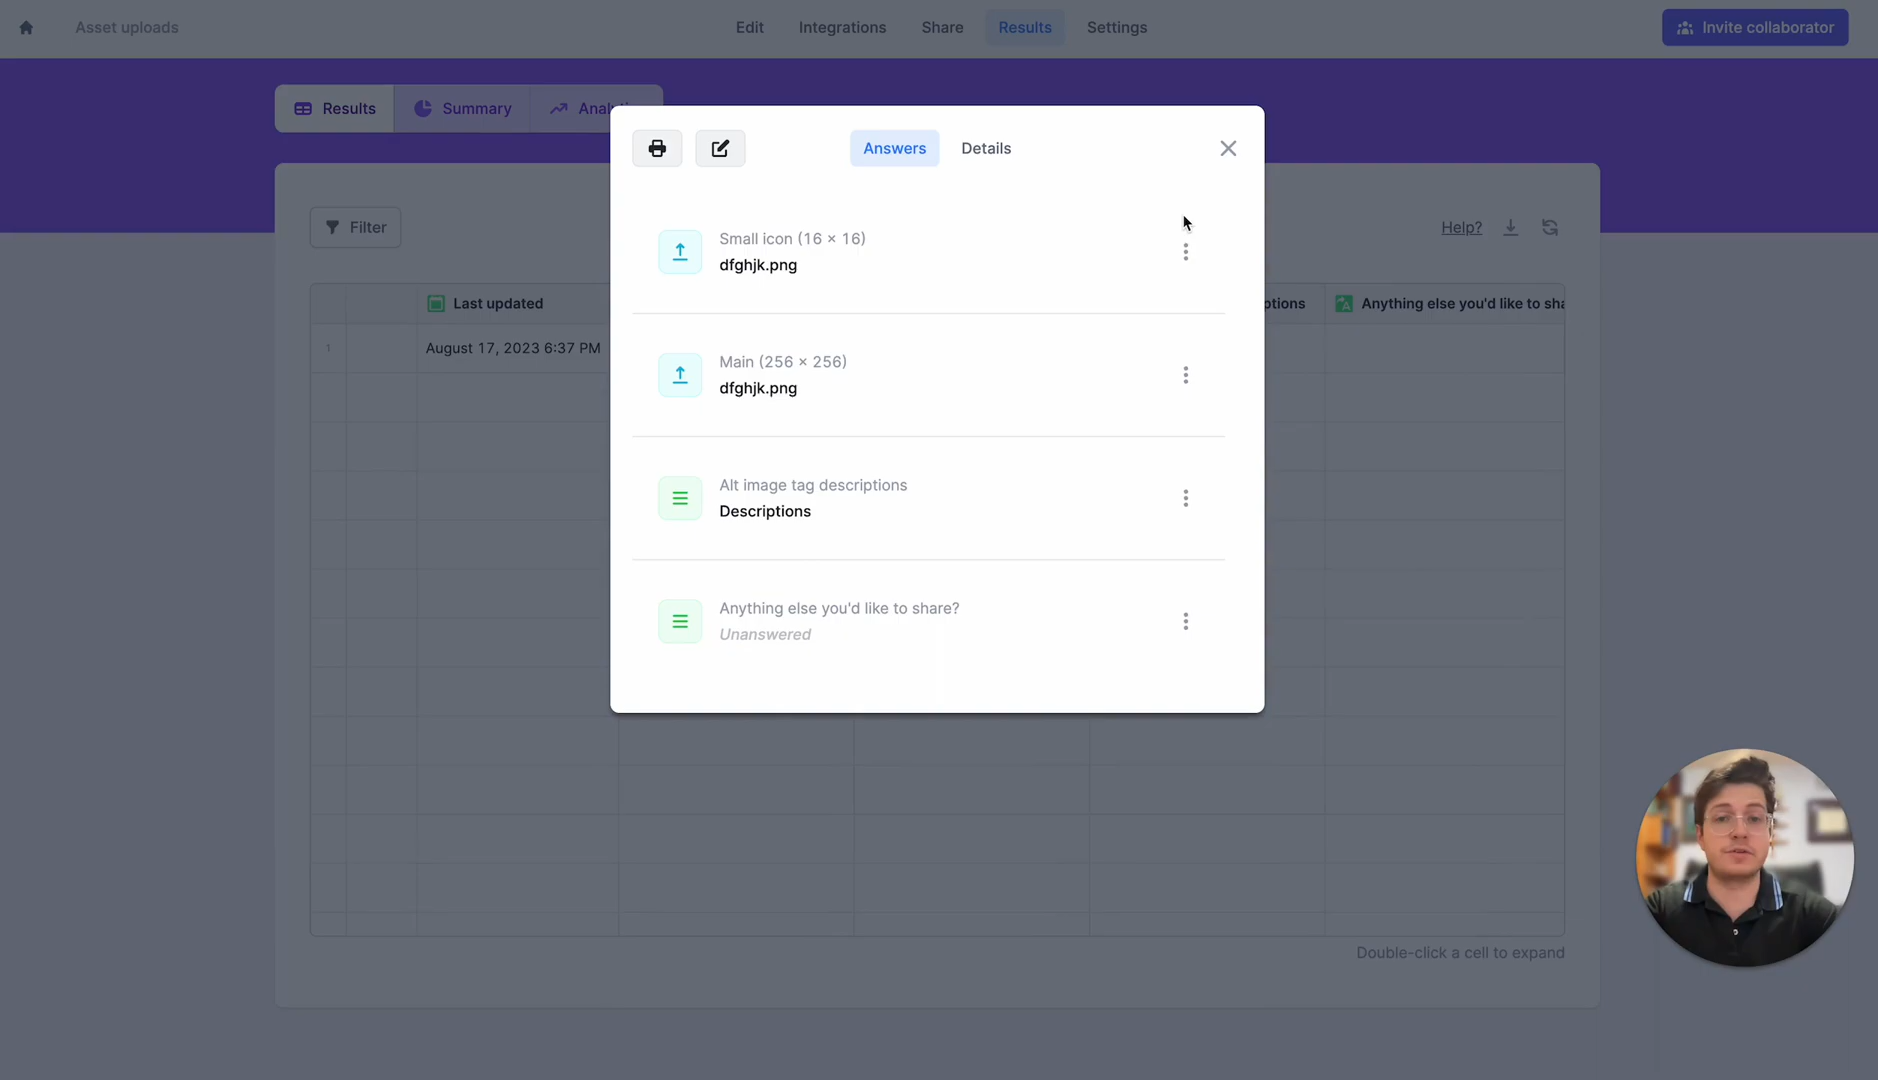 Asset uploads
Edit
Integrations
Share
Results
Settings
Invite collaborator
Results
Summary
Answers
Details
Filter
Help?
Small icon (16 × 16)
dfghjk.png
Last updated
Anything else you'd like to sha
1
August 17, 2023 6:37 PM
Main (256 × 256)
dfghjk.png
Alt image tag descriptions
Descriptions
Anything else you'd like to share?
Unanswered
Double-click a cell to expand